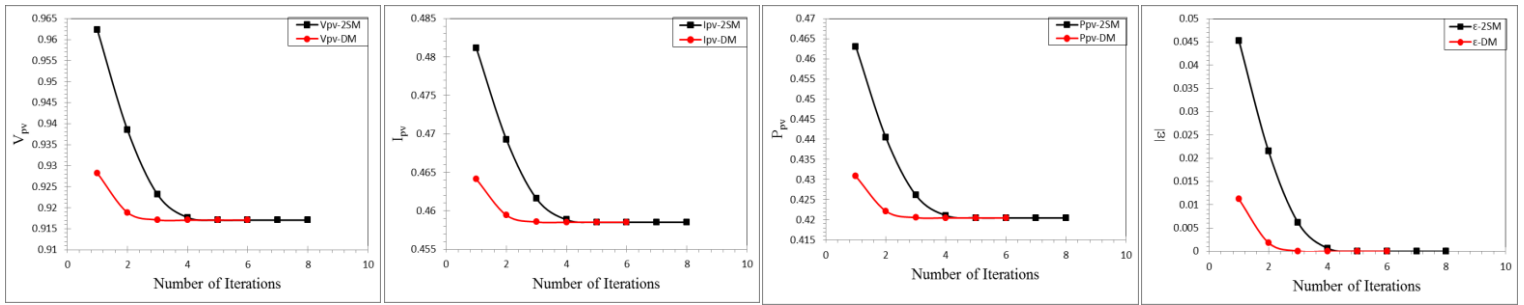 0.965
0.96
0.955
0.95
0.945
0.94
0.935
0.93
0.925
0.92
0.915
0.91
Vpv
Vpv-2SM
Vpv-DM
0 2 4 6 8 10
Number of Iterations
0.485
0.48
0.475
0.47
0.465
0.46
0.455
Ipv
Ipv-2SM
Ipv-DM
0 2 4 6 8 10
Number of Iterations
0.47
0.465
0.46
0.455
0.45
0.445
0.44
0.435
0.43
0.425
0.42
0.415
Ppv
Ppv-2SM
Ppv-DM
0 2 4 6 8 10
Number of Iterations
0.05
0.045
0.04
0.035
0.03
0.025
0.02
0.015
0.01
0.005
0
|ε|
ε-2SM
ε-DM
0 2 4 6 8 10
Number of Iterations